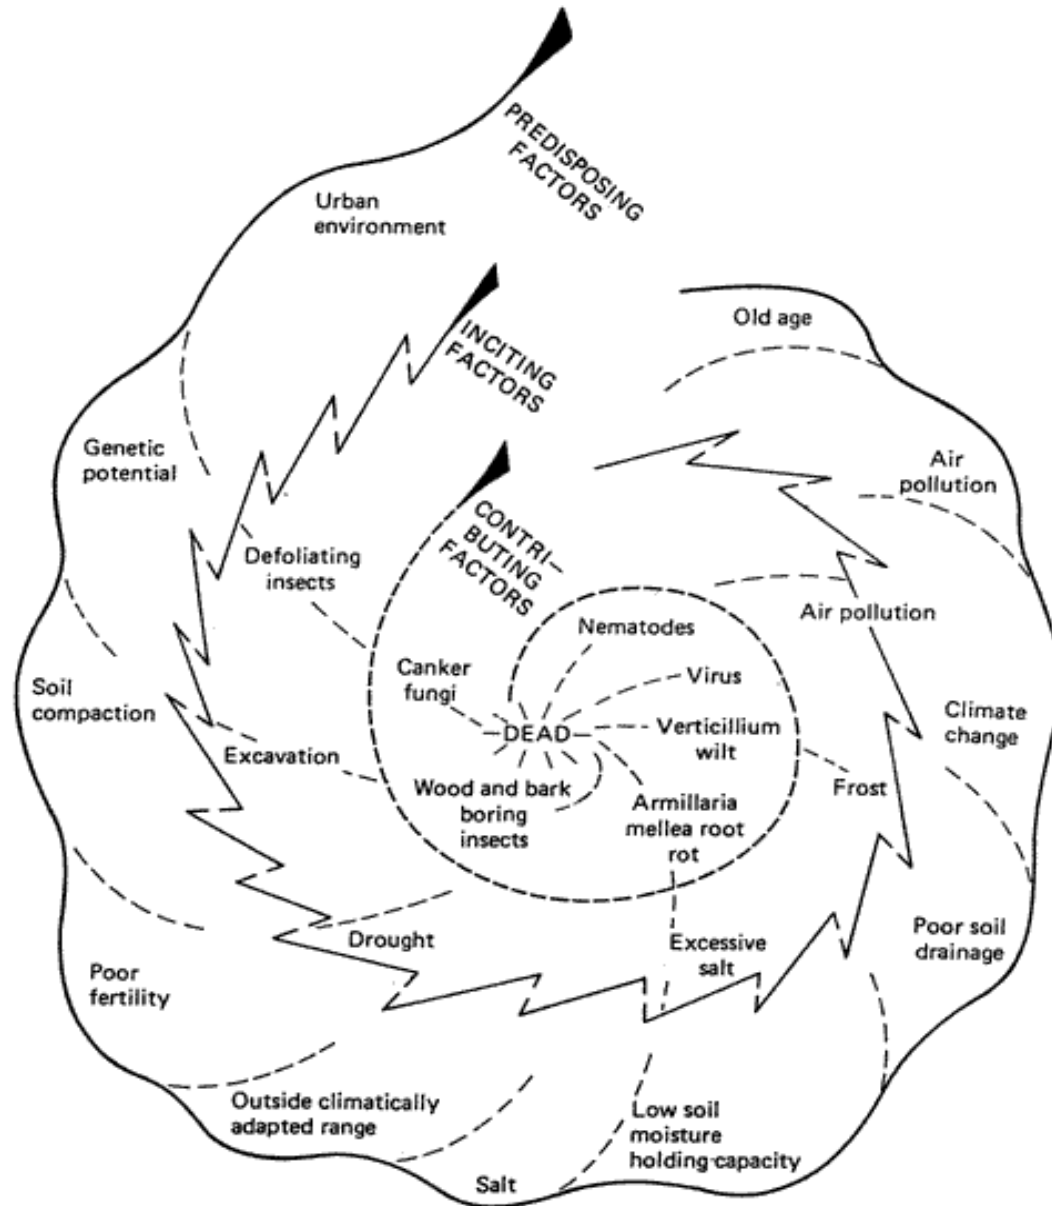 PREDISPOSING
FACTORS
Urban
environment
INCITING
FACTORS
Old age
Genetic
potential
Air
pollution
CONTRI–
BUTING
FACTORS
Defoliating
insects
Air pollution
Nematodes
Canker
fungi
Virus
Soil
compaction
Climate
change
DEAD
Verticillium
wilt
Excavation
Frost
Wood and bark
boring
insects
Armillaria
mellea root
rot
Drought
Excessive
salt
Poor soil
drainage
Poor
fertility
Outside climatically
adapted range
Low soil
moisture
holding-capacity
Salt